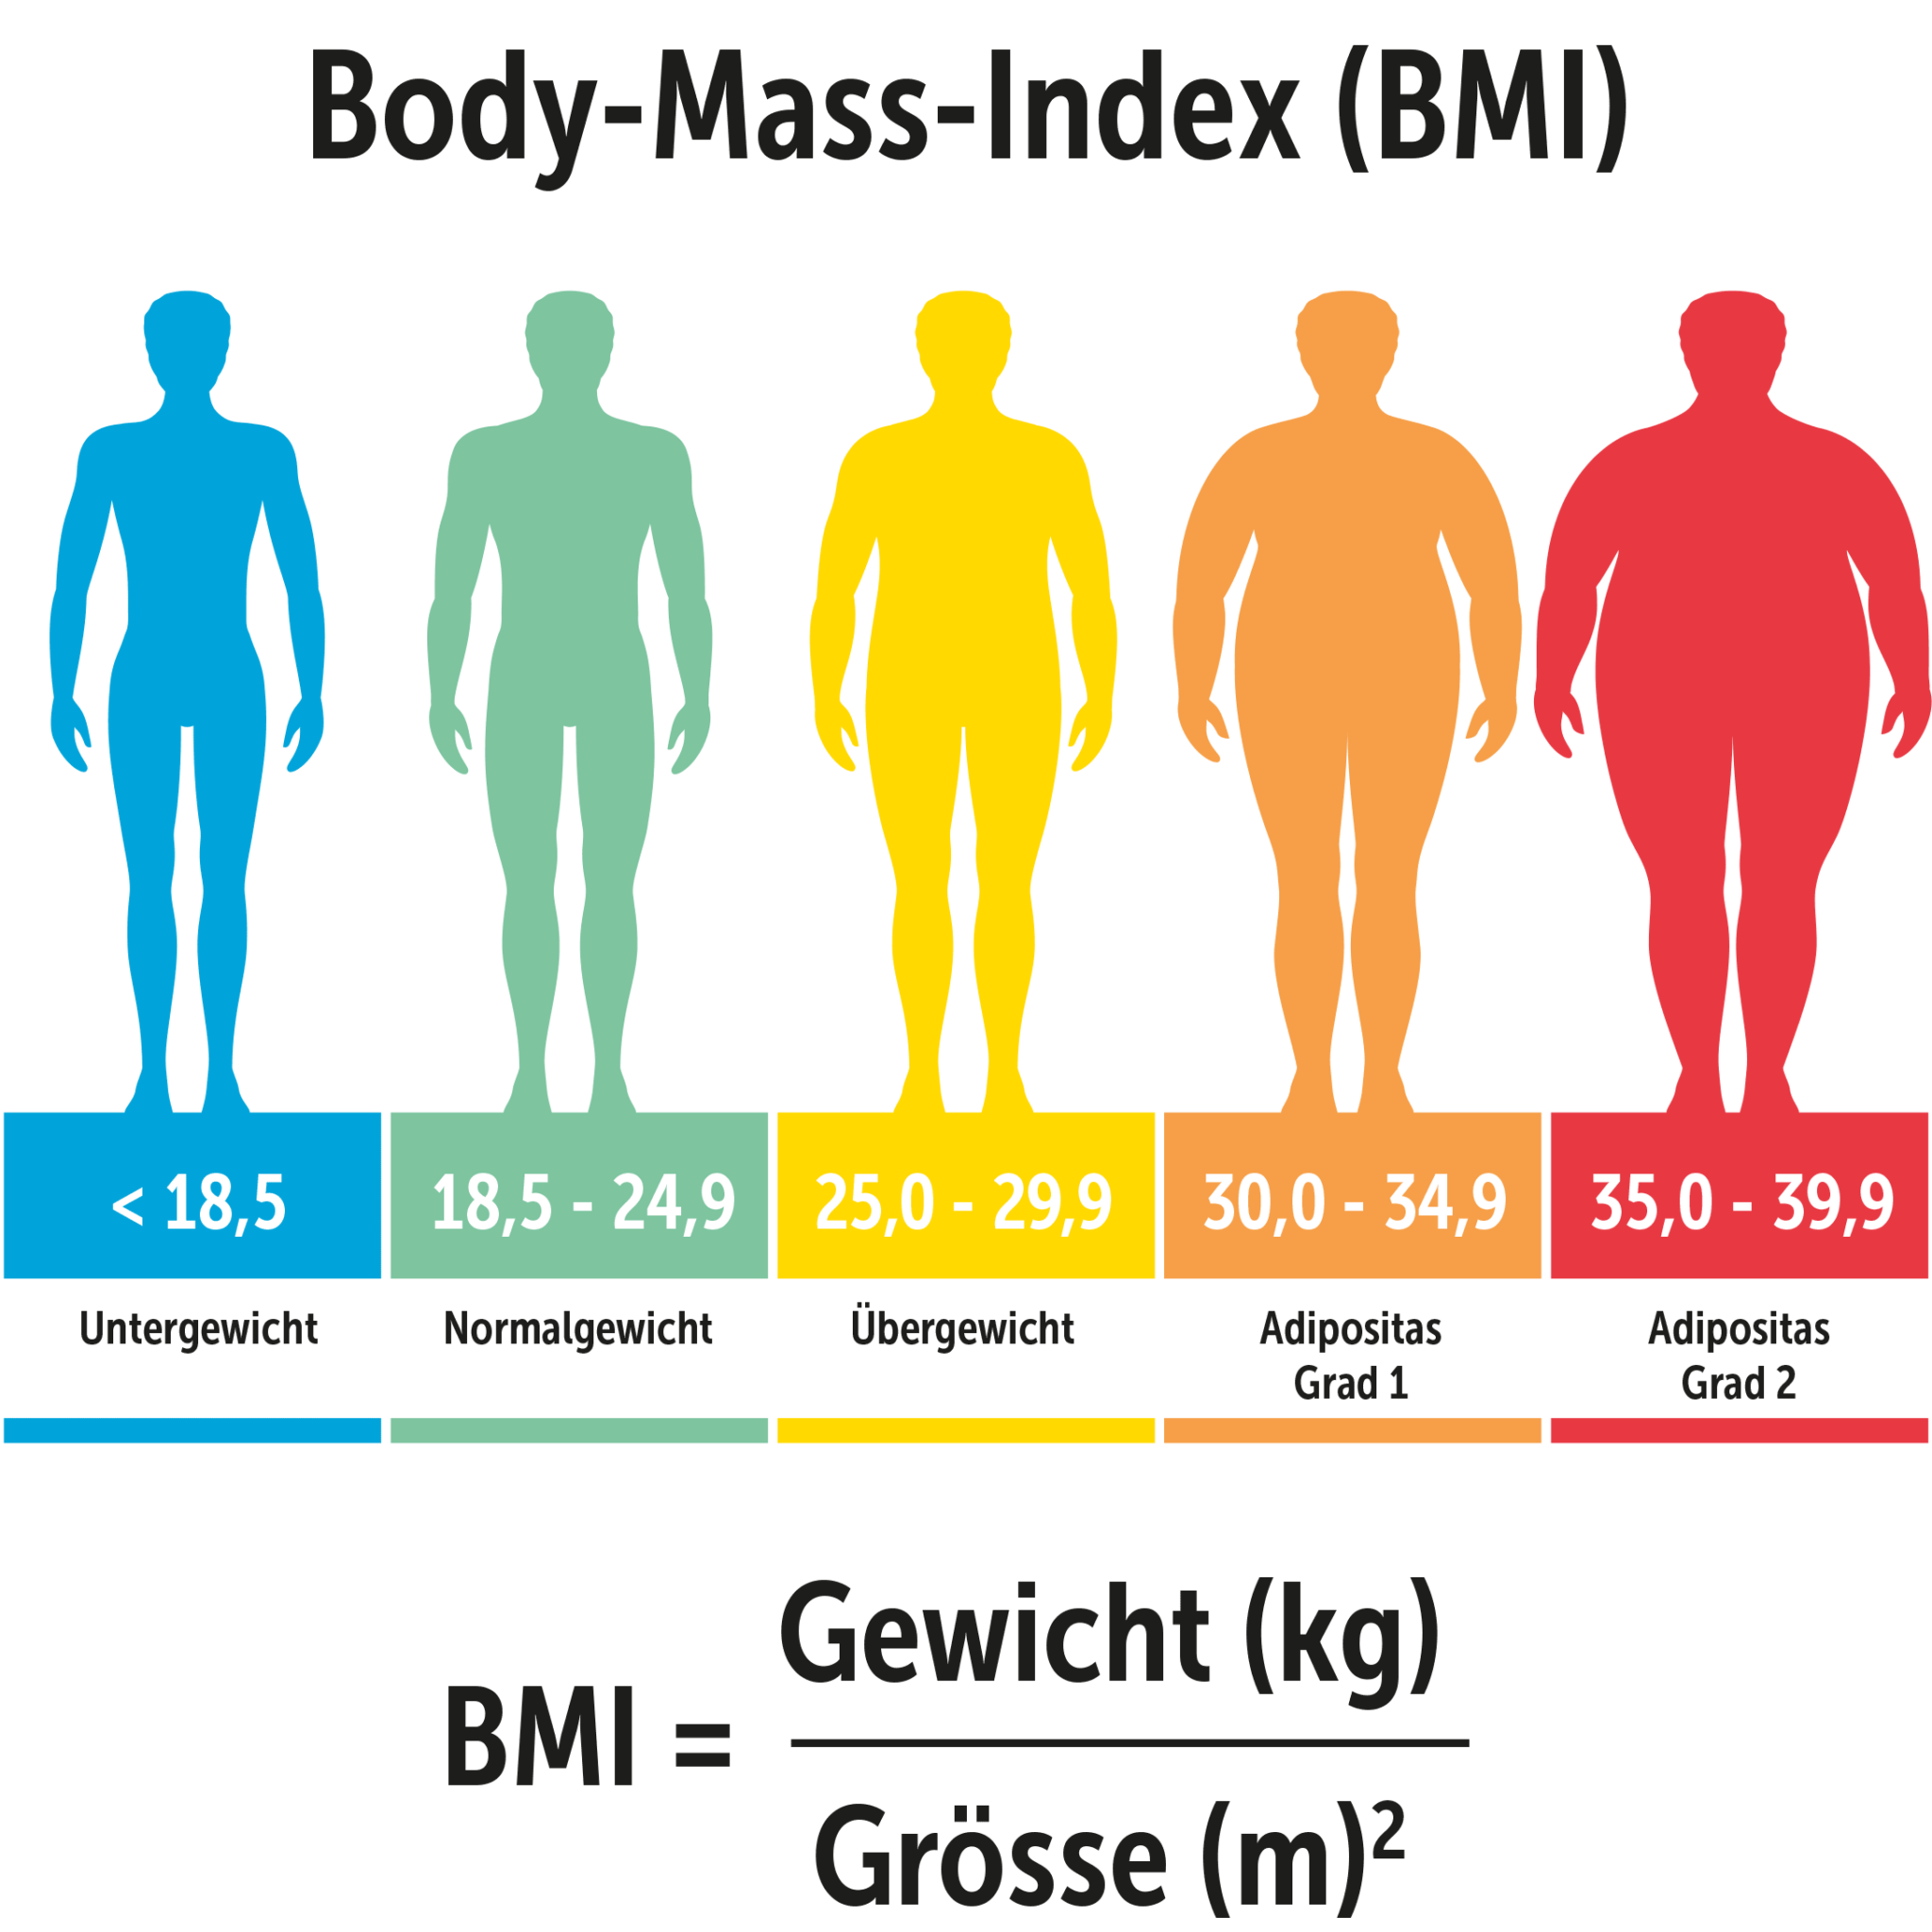 Body-Mass-Index (BMI)
< 18,5
18,5 - 24,9
25,0 - 29,9
30,0 - 34,9
35,0 - 39,9
Untergewicht
Normalgewicht
Übergewicht
Adipositas
Grad 1
Adipositas
Grad 2
BMI =
Gewicht (kg)
Grösse (m)²